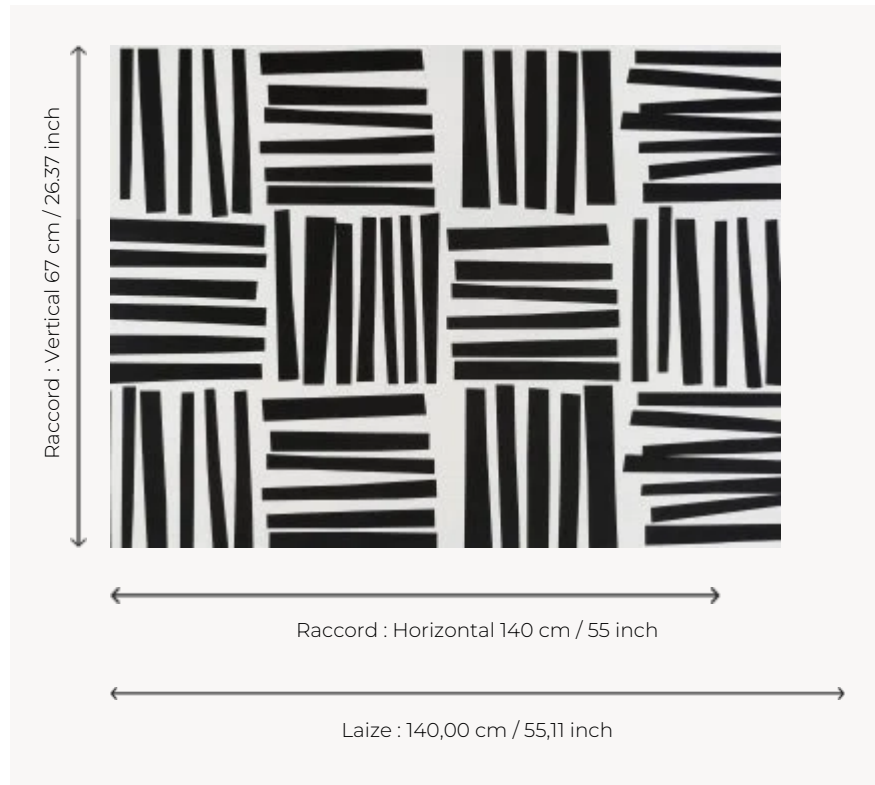 Raccord : Vertical 67 cm / 26.37 inch
Raccord : Horizontal 140 cm / 55 inch
Laize : 140,00 cm / 55,11 inch